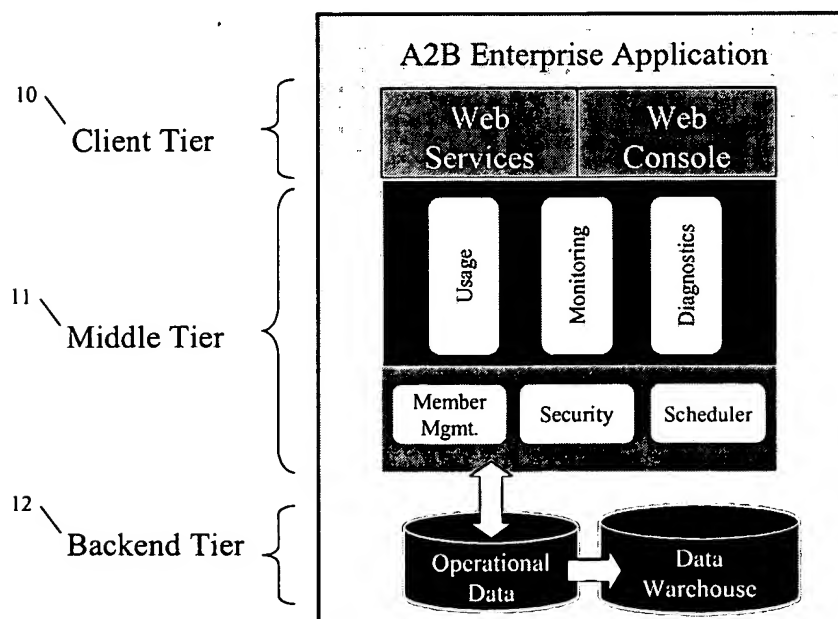 A2B Enterprise Application
10
Client Tier
Web Services
Web Console
11
Middle Tier
Usage
Monitoring
Diagnostics
Member Mgmt.
Security
Scheduler
12
Backend Tier
Operational Data
Data Warehouse